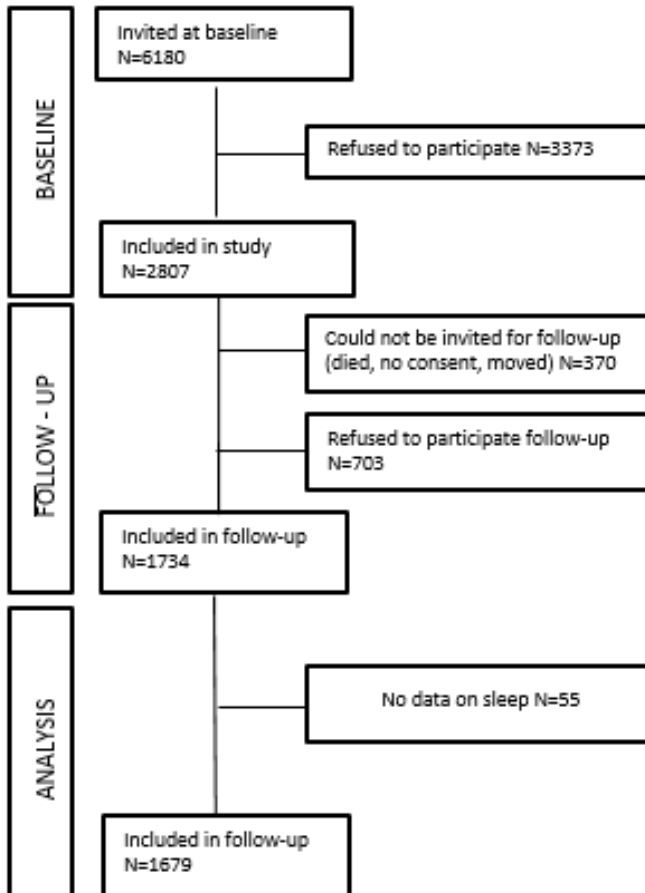 BASELINE
Invited at baseline
N=6180
Refused to participate N=3373
Included in study
N=2807
FOLLOW - UP
Could not be invited for follow-up
(died, no consent, moved) N=370
Refused to participate follow-up
N=703
Included in follow-up
N=1734
ANALYSIS
No data on sleep N=55
Included in follow-up
N=1679